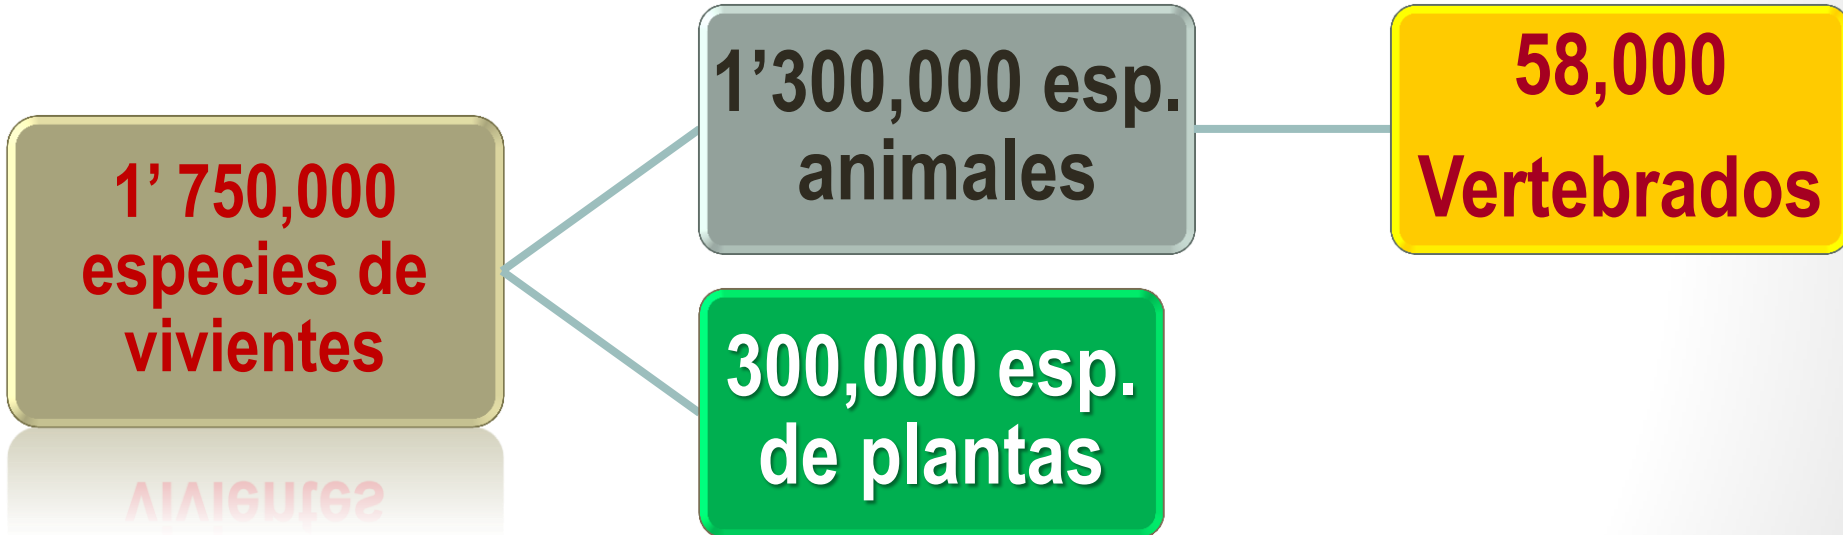 1’ 750,000
especies de
vivientes
1’300,000 esp.
animales
300,000 esp.
de plantas
58,000
Vertebrados